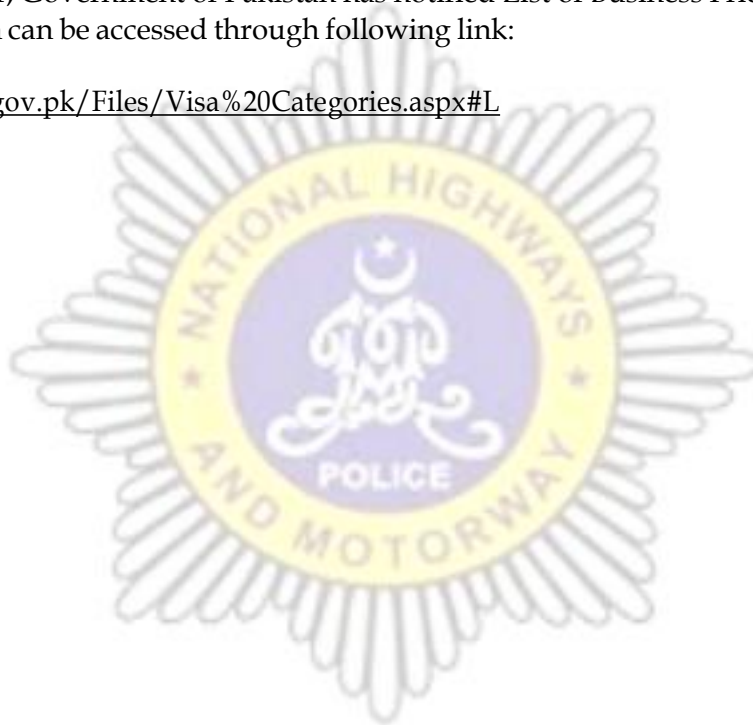 Government of Pakistan has notified List of Business
can be accessed through following link:
gov.pk/Files/Visa%20Categories.aspx#L
NATIONAL HIGHWAYS
POLICE
AND MOTORWAY